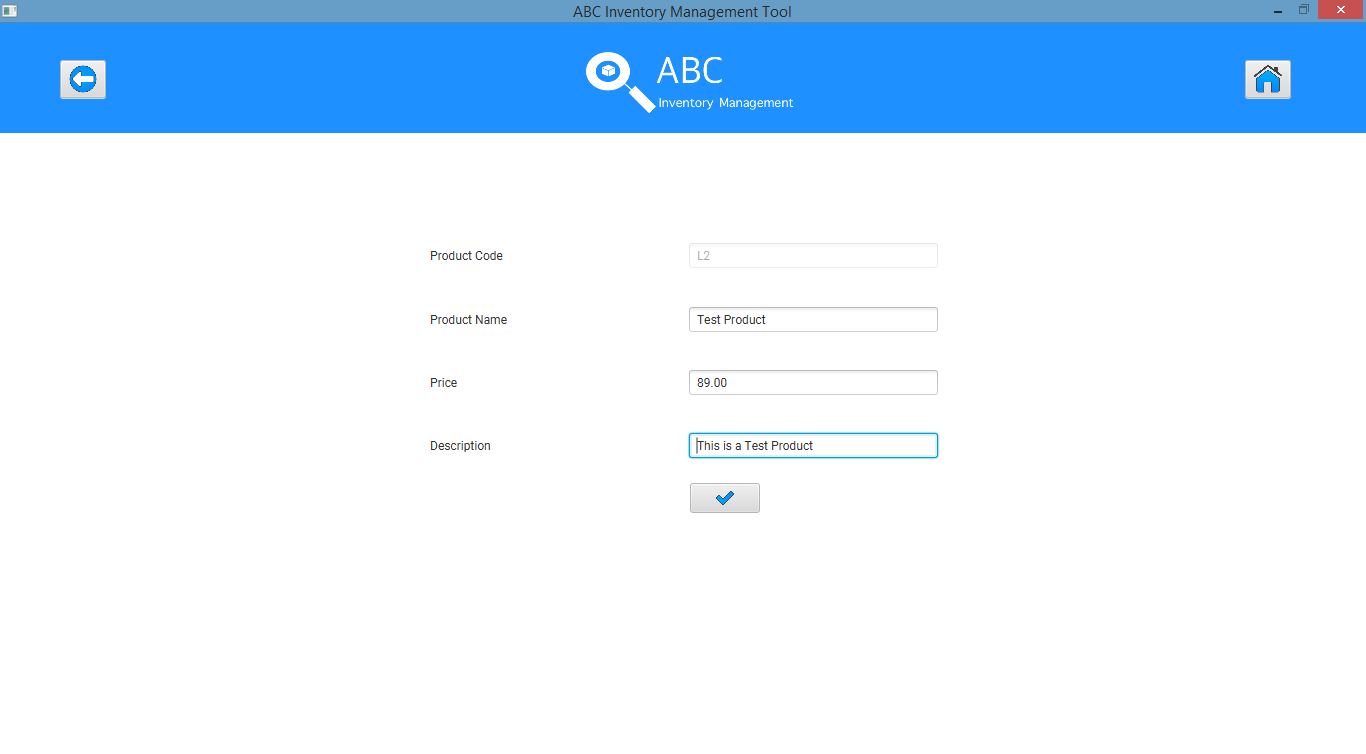 ABC Inventory Management Tool
ABC
Inventory Management
Product Code
L2
Product Name
Test Product
Price
89.00
Description
This is a Test Product